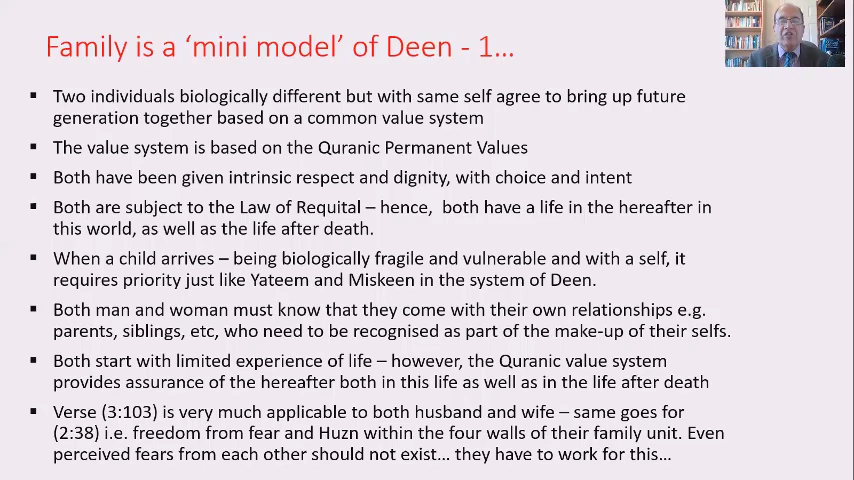 Family is a ‘mini model’ of Deen - 1…
▪ Two individuals biologically different but with same self agree to bring up future
generation together based on a common value system
▪ The value system is based on the Quranic Permanent Values
▪ Both have been given intrinsic respect and dignity, with choice and intent
▪ Both are subject to the Law of Requital – hence, both have a life in the hereafter in
this world, as well as the life after death.
▪ When a child arrives – being biologically fragile and vulnerable and with a self, it
requires priority just like Yateem and Miskeen in the system of Deen.
▪ Both man and woman must know that they come with their own relationships e.g.
parents, siblings, etc, who need to be recognised as part of the make-up of their selfs.
▪ Both start with limited experience of life – however, the Quranic value system
provides assurance of the hereafter both in this life as well as in the life after death
▪ Verse (3:103) is very much applicable to both husband and wife – same goes for
(2:38) i.e. freedom from fear and Huzn within the four walls of their family unit. Even
perceived fears from each other should not exist… they have to work for this…